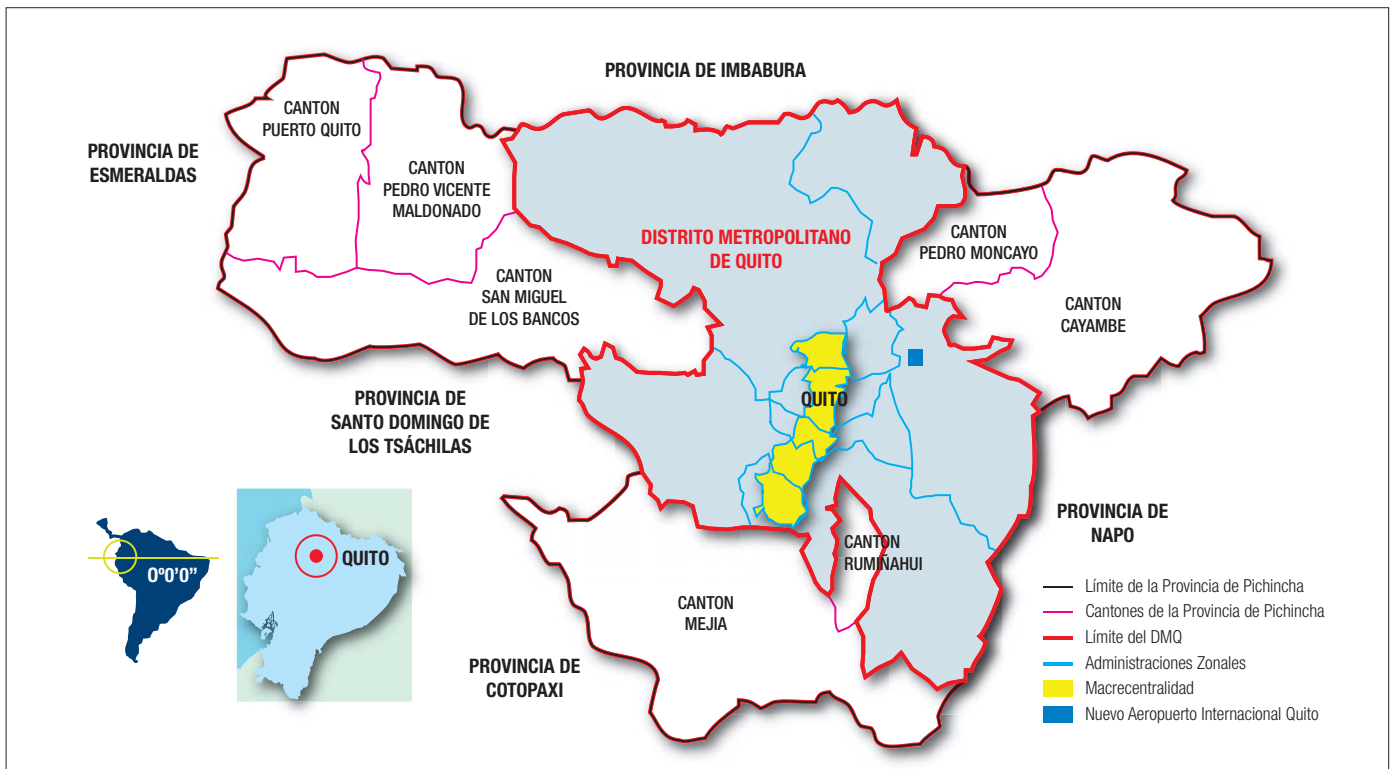 PROVINCIA DE IMBABURA
CANTON
PUERTO QUITO
PROVINCIA DE
ESMERALDAS
CANTON
PEDRO VICENTE
MALDONADO
DISTRITO METROPOLITANO
DE QUITO
CANTON
PEDRO MONCAYO
CANTON
SAN MIGUEL
DE LOS BANCOS
CANTON
CAYAMBE
QUITO
PROVINCIA DE
SANTO DOMINGO DE
LOS TSÁCHILAS
PROVINCIA DE
NAPO
CANTON
RUMIÑAHUI
0º0'0"
QUITO
CANTON
MEJIA
PROVINCIA DE
COTOPAXI
Límite de la Provincia de Pichincha
Cantones de la Provincia de Pichincha
Límite del DMQ
Administraciones Zonales
Macrecentralidad
Nuevo Aeropuerto Internacional Quito